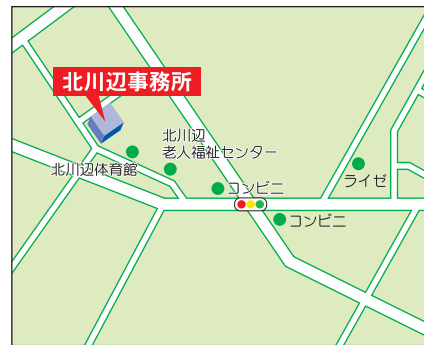 北川辺事務所
北川辺
老人福祉センター
北川辺体育館
コンビニ
ライゼ
コンビニ